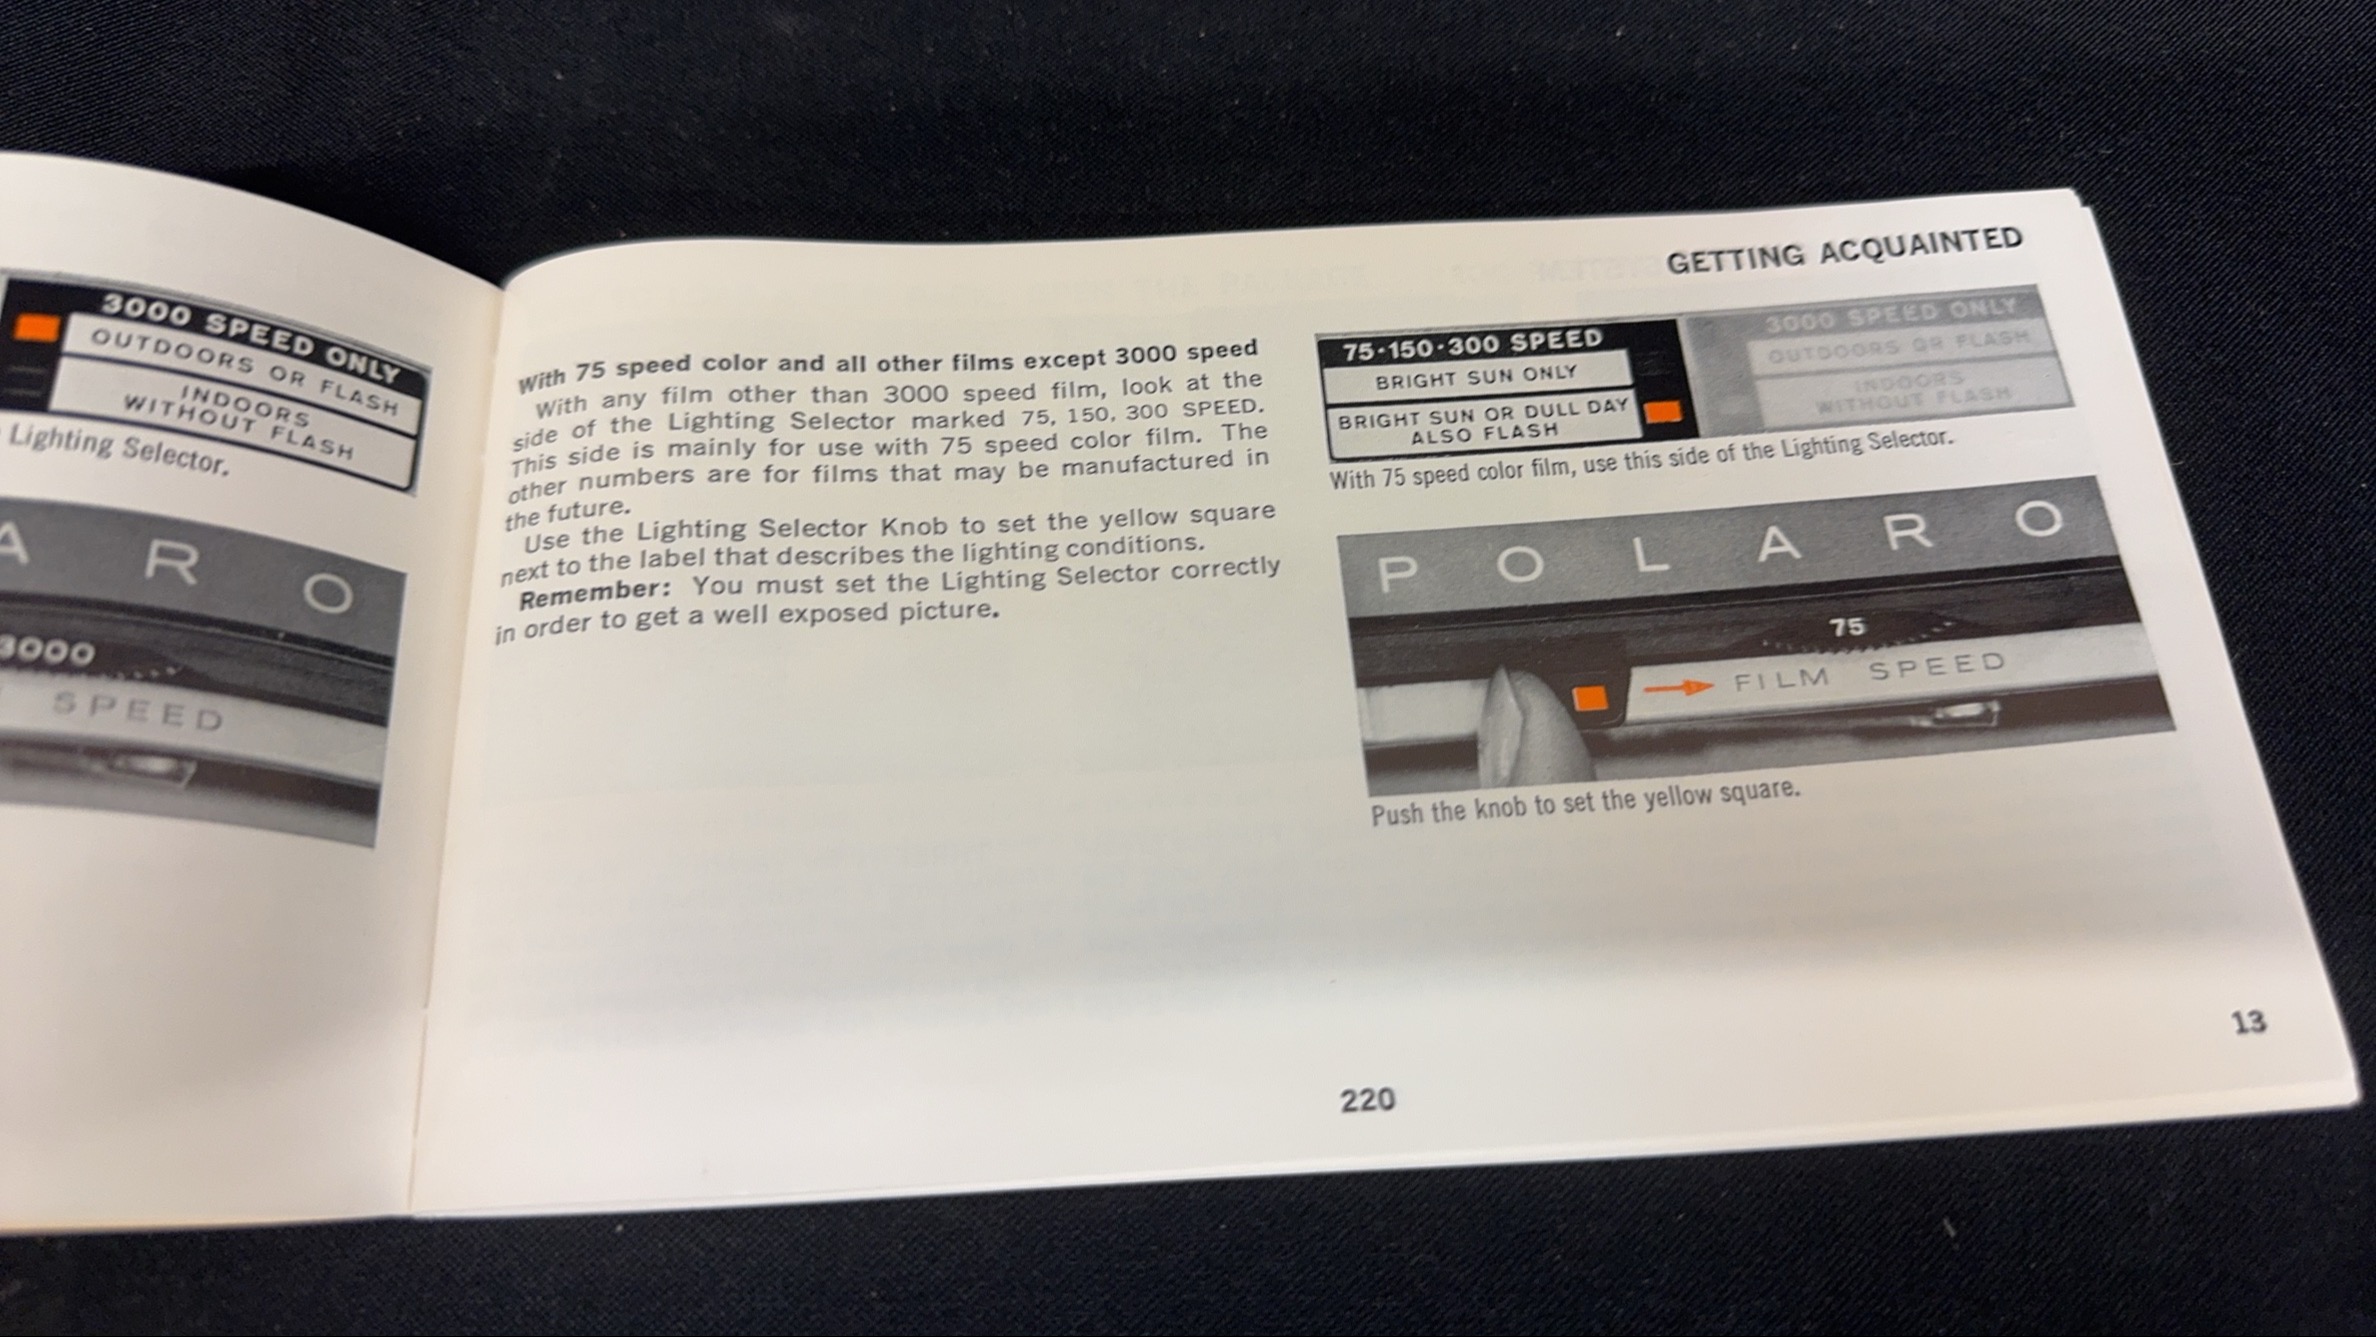 3000 SPEED ONLY
OUTDOORS OR FLASH
INDOORS
WITHOUT FLASH
Lighting Selector.
A R O
3000
SPEED
GETTING ACQUAINTED
With 75 speed color and all other films except 3000 speed
With any film other than 3000 speed film, look at the
side of the Lighting Selector marked 75, 150, 300 SPEED.
This side is mainly for use with 75 speed color film. The
other numbers are for films that may be manufactured in
the future.
Use the Lighting Selector Knob to set the yellow square
next to the label that describes the lighting conditions.
Remember: You must set the Lighting Selector correctly
in order to get a well exposed picture.
75·150·300 SPEED
BRIGHT SUN ONLY
BRIGHT SUN OR DULL DAY
ALSO FLASH
3000 SPEED ONLY
OUTDOORS OR FLASH
INDOORS
WITHOUT FLASH
With 75 speed color film, use this side of the Lighting Selector.
P O L A R O
75
FILM SPEED
Push the knob to set the yellow square.
13
220